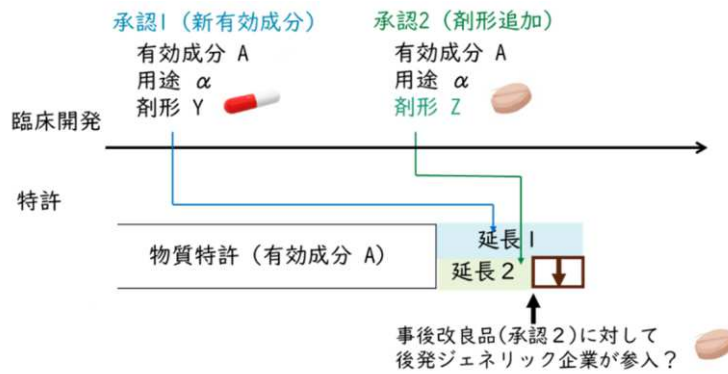 承認1（新有効成分）
有効成分 A
用途 α
剤形 Y
承認2（剤形追加）
有効成分 A
用途 α
剤形 Z
臨床開発
特許
物質特許（有効成分 A）
延長1
延長2
事後改良品(承認2)に対して
後発ジェネリック企業が参入？